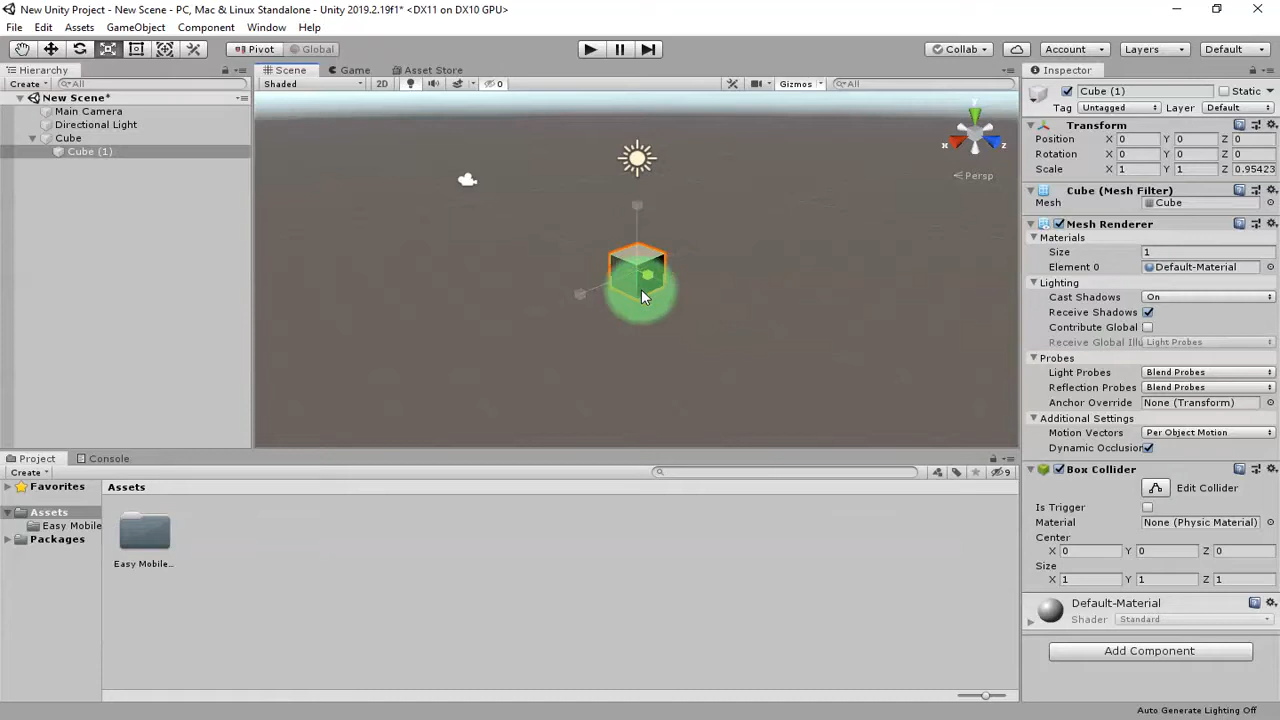 New Unity Project - New Scene - PC, Mac & Linux Standalone - Unity 2019.2.19f1* <DX11 on DX10 GPU>
File Edit Assets GameObject Component Window Help
Pivot Global Collab Account Layers Default
Hierarchy
Create All
New Scene*
Main Camera
Directional Light
Cube
Cube (1)
Scene Game Asset Store
Shaded 2D 0 Gizmos All
y
x z
Persp
Inspector
Cube (1) Static
Tag Untagged Layer Default
Transform
Position X 0 Y 0 Z 0
Rotation X 0 Y 0 Z 0
Scale X 1 Y 1 Z 0.95423
Cube (Mesh Filter)
Mesh Cube
Mesh Renderer
Materials
Size 1
Element 0 Default-Material
Lighting
Cast Shadows On
Receive Shadows
Contribute Global
Receive Global Illu Light Probes
Probes
Light Probes Blend Probes
Reflection Probes Blend Probes
Anchor Override None (Transform)
Additional Settings
Motion Vectors Per Object Motion
Dynamic Occlusion
Box Collider
Edit Collider
Is Trigger
Material None (Physic Material)
Center
X 0 Y 0 Z 0
Size
X 1 Y 1 Z 1
Default-Material
Shader Standard
Add Component
Project Console
Create 9
Favorites
Assets
Easy Mobile
Packages
Assets
Easy Mobile...
Auto Generate Lighting Off